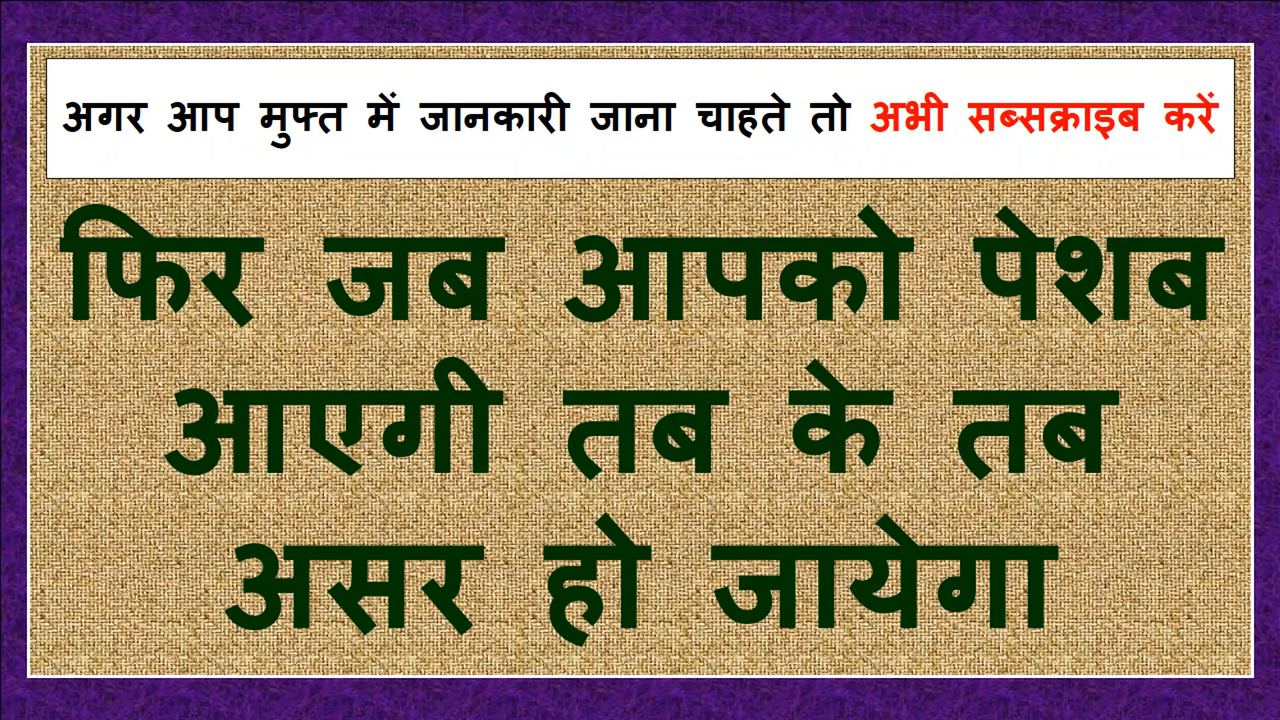 अगर आप मुफ्त में जानकारी जाना चाहते तो अभी सब्सक्राइब करें
फिर जब आपको पेशब
आएगी तब के तब
असर हो जायेगा